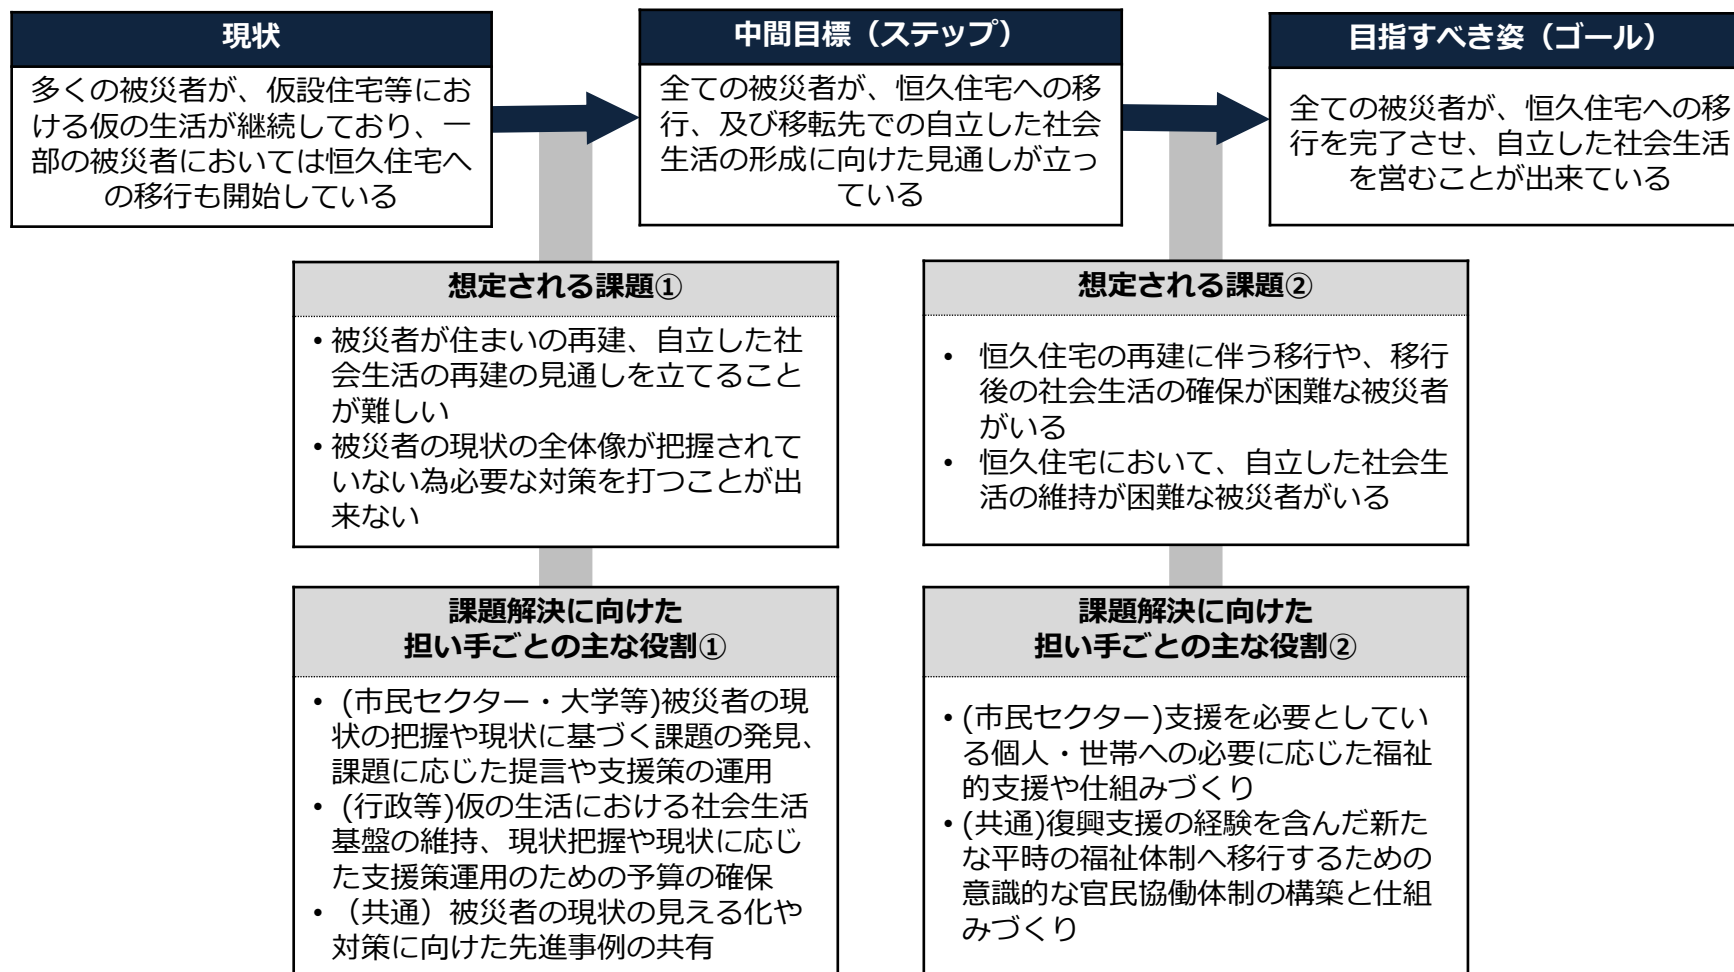 現状
多くの被災者が、仮設住宅等にお
ける仮の生活が継続しており、一
部の被災者においては恒久住宅へ
の移行も開始している
中間目標（ステップ）
全ての被災者が、恒久住宅への移
行、及び移転先での自立した社会
生活の形成に向けた見通しが立っ
ている
目指すべき姿（ゴール）
全ての被災者が、恒久住宅への移
行を完了させ、自立した社会生活
を営むことが出来ている
想定される課題①
• 被災者が住まいの再建、自立した社
会生活の再建の見通しを立てること
が難しい
• 被災者の現状の全体像が把握されて
いない為必要な対策を打つことが出
来ない
課題解決に向けた
担い手ごとの主な役割①
• (市民セクター・大学等)被災者の現
状の把握や現状に基づく課題の発見、
課題に応じた提言や支援策の運用
• (行政等)仮の生活における社会生活
基盤の維持、現状把握や現状に応じ
た支援策運用のための予算の確保
• （共通）被災者の現状の見える化や
対策に向けた先進事例の共有
想定される課題②
• 恒久住宅の再建に伴う移行や、移行
後の社会生活の確保が困難な被災者
がいる
• 恒久住宅において、自立した社会生
活の維持が困難な被災者がいる
課題解決に向けた
担い手ごとの主な役割②
• (市民セクター)支援を必要としてい
る個人・世帯への必要に応じた福祉
的支援や仕組みづくり
• (共通)復興支援の経験を含んだ新た
な平時の福祉体制へ移行するための
意識的な官民協働体制の構築と仕組
みづくり